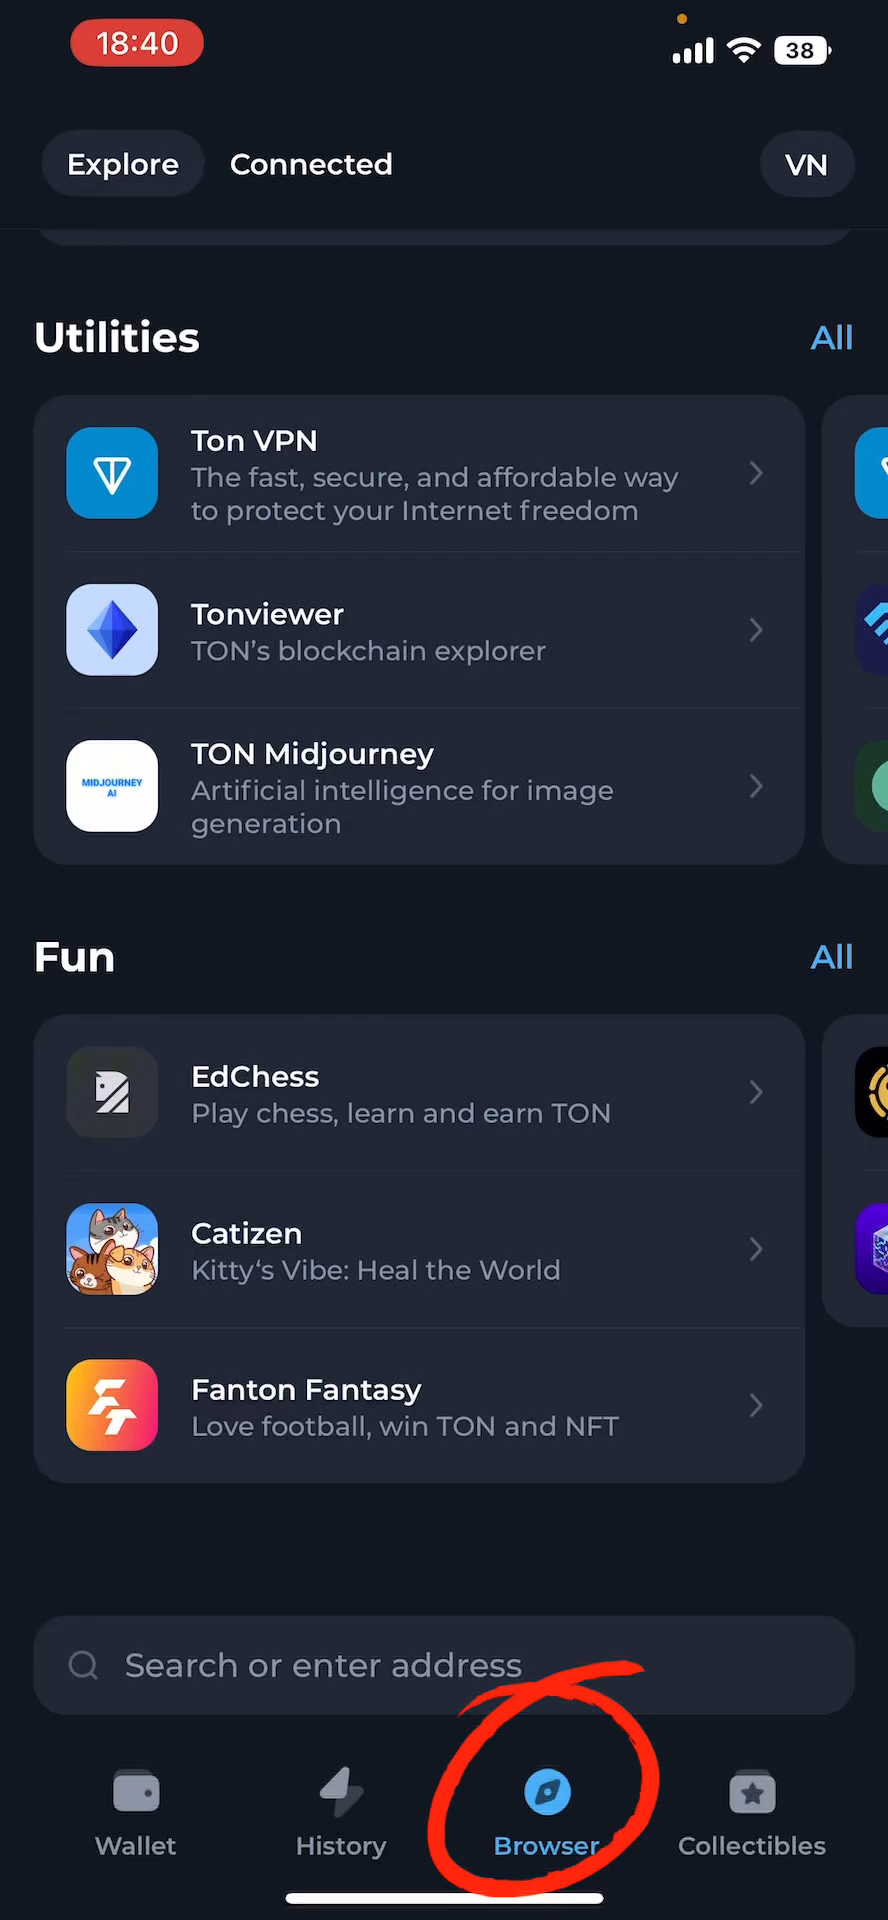 18:40
38
Explore
Connected
VN
Utilities
All
Ton VPN
The fast, secure, and affordable way
to protect your Internet freedom
Tonviewer
TON’s blockchain explorer
MIDJOURNEY
AI
TON Midjourney
Artificial intelligence for image
generation
Fun
All
EdChess
Play chess, learn and earn TON
Catizen
Kitty‘s Vibe: Heal the World
Fanton Fantasy
Love football, win TON and NFT
Search or enter address
Wallet
History
Browser
Collectibles